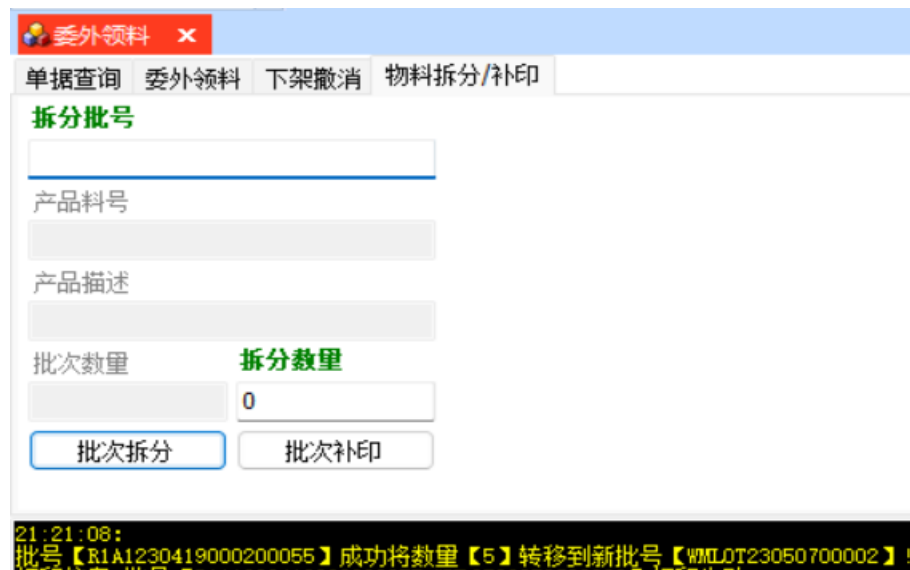 委外领料 ×
单据查询 委外领料 下架撤消 物料拆分/补印
拆分批号
产品料号
产品描述
批次数量 拆分数量
0
批次拆分 批次补印
21:21:08:
批号【R1A1230419000200055】成功将数量【5】转移到新批号【WMLOT23050700002】